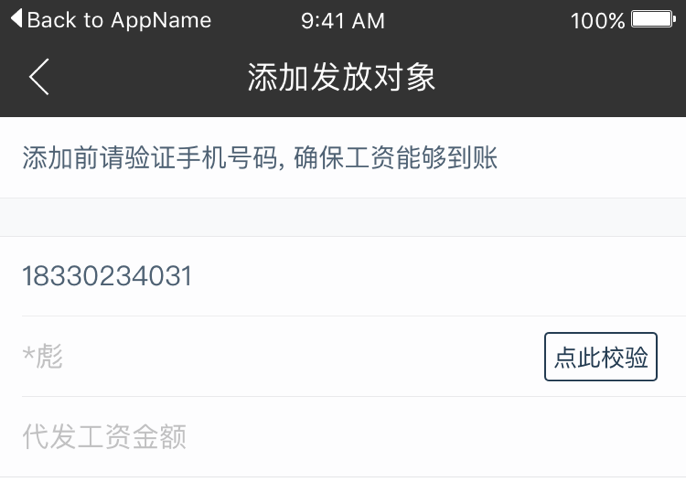 Back to AppName 9:41 AM 100%
添加发放对象
添加前请验证手机号码, 确保工资能够到账
18330234031
*彪 点此校验
代发工资金额